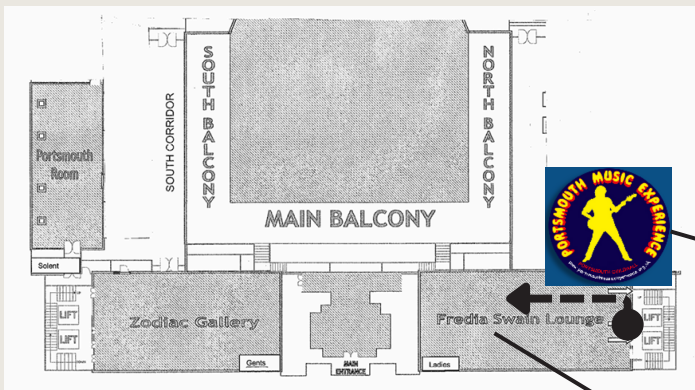 SOUTH CORRIDOR
SOUTH BALCONY
NORTH BALCONY
MAIN BALCONY
Portsmouth
Room
Solent
PORTSMOUTH MUSIC EXPERIENCE
LIFT
LIFT
Zodiac Gallery
Gents
MAIN
ENTRANCE
Fredia Swain Lounge
Ladies
LIFT
LIFT